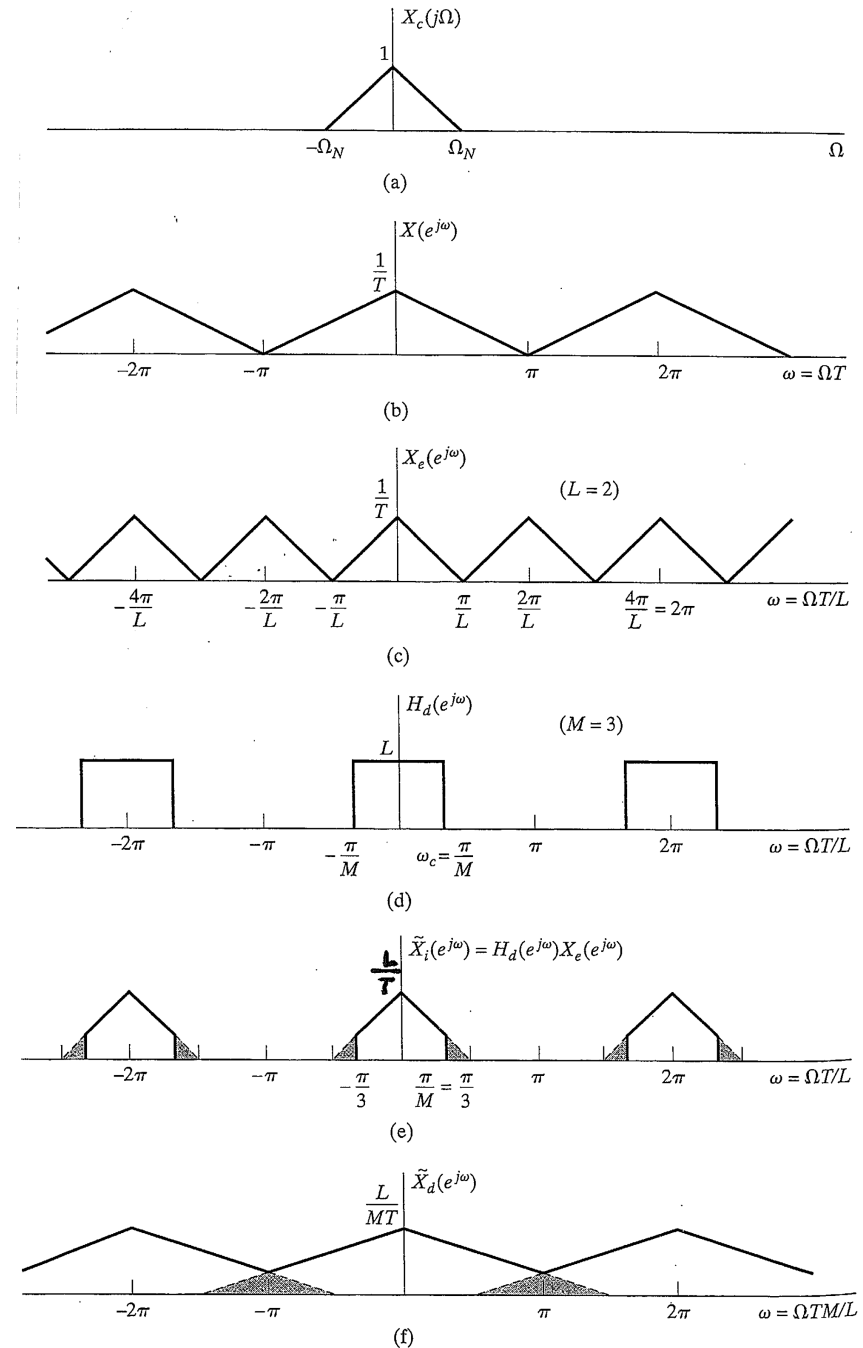 X_c(jΩ)
1
−Ω_N Ω_N Ω
(a)
X(e^{jω})
1/T
−2π −π π 2π ω = ΩT
(b)
X_e(e^{jω})
1/T (L = 2)
−4π/L −2π/L −π/L π/L 2π/L 4π/L = 2π ω = ΩT/L
(c)
H_d(e^{jω})
L (M = 3)
−2π −π −π/M ω_c = π/M π 2π ω = ΩT/L
(d)
X̃_i(e^{jω}) = H_d(e^{jω})X_e(e^{jω})
L/T
−2π −π −π/3 π/M = π/3 π 2π ω = ΩT/L
(e)
X̃_d(e^{jω})
L/MT
−2π −π π 2π ω = ΩTM/L
(f)